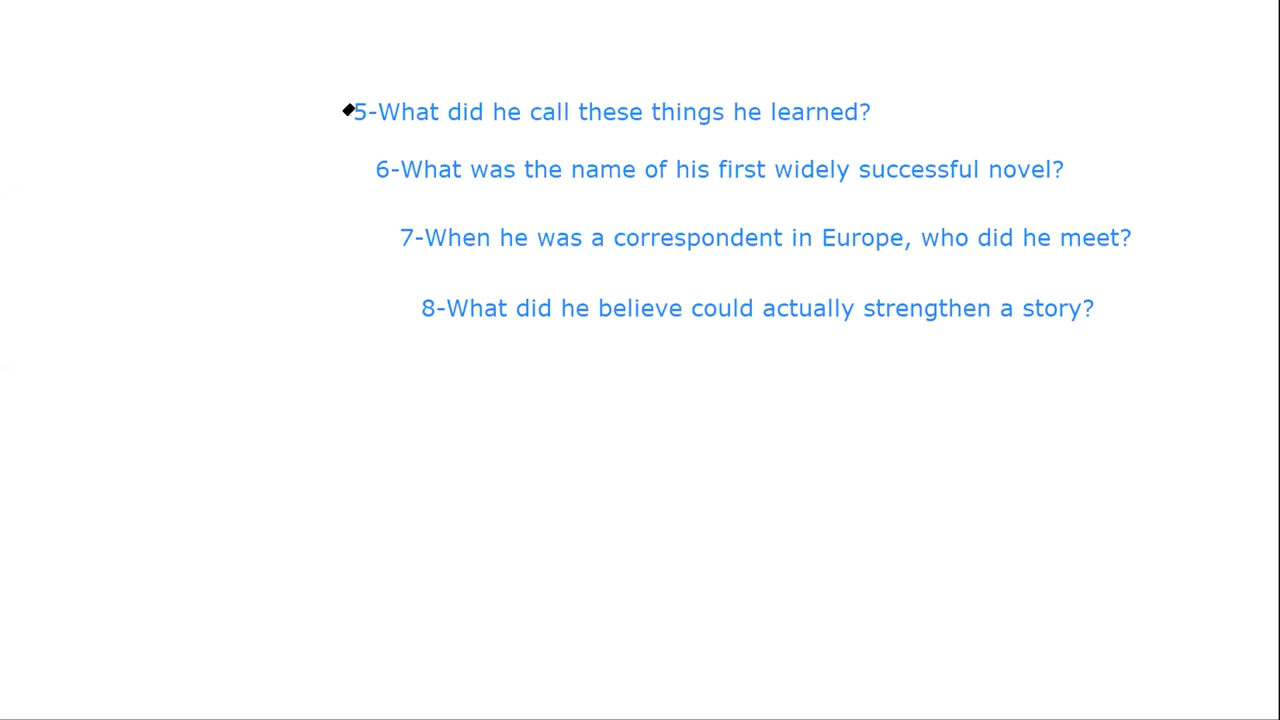 5-What did he call these things he learned?
6-What was the name of his first widely successful novel?
7-When he was a correspondent in Europe, who did he meet?
8-What did he believe could actually strengthen a story?